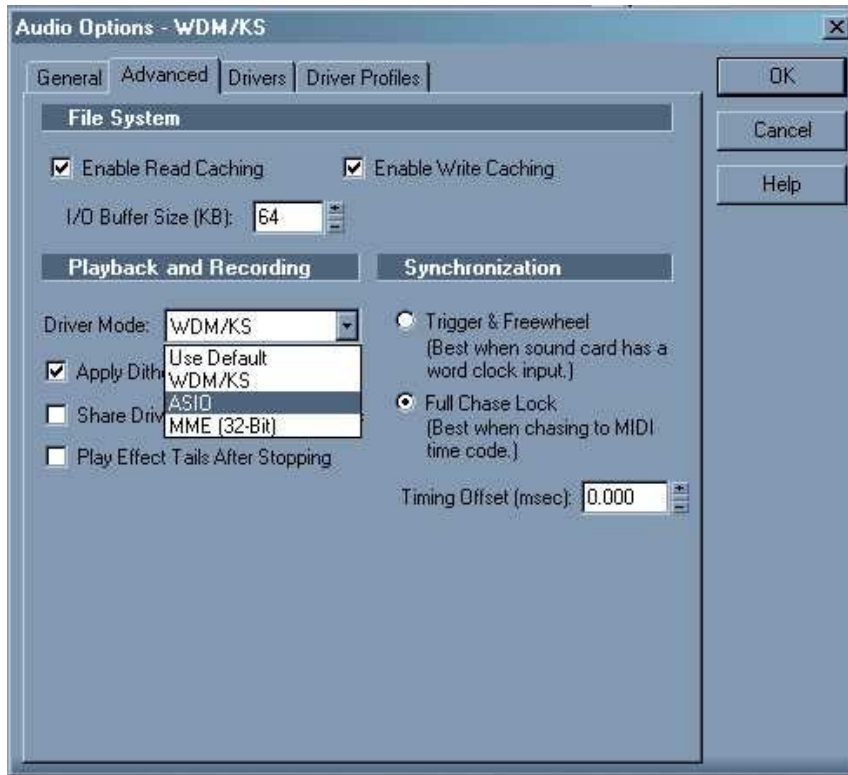 Audio Options - WDM/KS
General Advanced Drivers Driver Profiles
OK
Cancel
Help
File System
Enable Read Caching Enable Write Caching
I/O Buffer Size (KB): 64
Playback and Recording
Driver Mode: WDM/KS
Use Default
WDM/KS
ASIO
MME (32-Bit)
Apply
Share
Play Effect Tails After Stopping
Synchronization
Trigger & Freewheel
(Best when sound card has a
word clock input.)
Full Chase Lock
(Best when chasing to MIDI
time code.)
Timing Offset (msec): 0.000